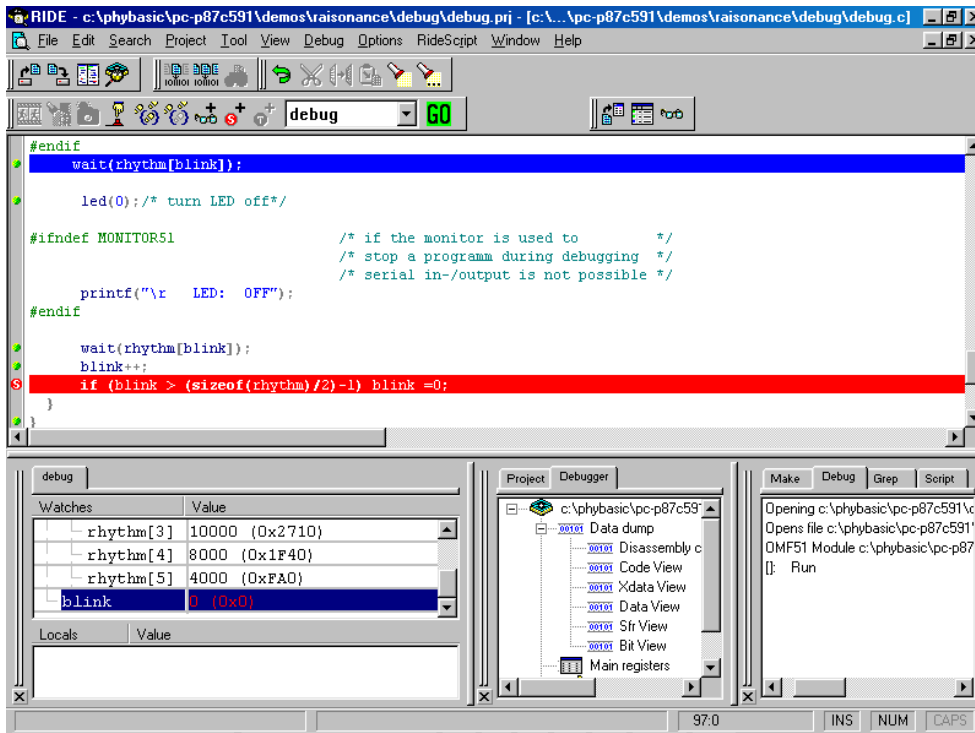 RIDE - c:\phybasic\pc-p87c591\demos\raisonance\debug\debug.prj - [c:\...\pc-p87c591\demos\raisonance\debug\debug.c]
File Edit Search Project Tool View Debug Options RideScript Window Help
debug GO
#endif
wait(rhythm[blink]);
led(0);/* turn LED off*/
#ifndef MONITOR51 /* if the monitor is used to */
/* stop a programm during debugging */
/* serial in-/output is not possible */
printf("\r LED: OFF");
#endif
wait(rhythm[blink]);
blink++;
if (blink > (sizeof(rhythm)/2)-1) blink =0;
}
}
debug
Watches Value
rhythm[3] 10000 (0x2710)
rhythm[4] 8000 (0x1F40)
rhythm[5] 4000 (0xFA0)
blink 0 (0x0)
Locals Value
Project Debugger
c:\phybasic\pc-p87c59
Data dump
Disassembly c
Code View
Xdata View
Data View
Sfr View
Bit View
Main registers
Make Debug Grep Script
Opening c:\phybasic\pc-p87c591\c
Opens file c:\phybasic\pc-p87c591\
OMF51 Module c:\phybasic\pc-p87
[]: Run
97:0 INS NUM CAPS